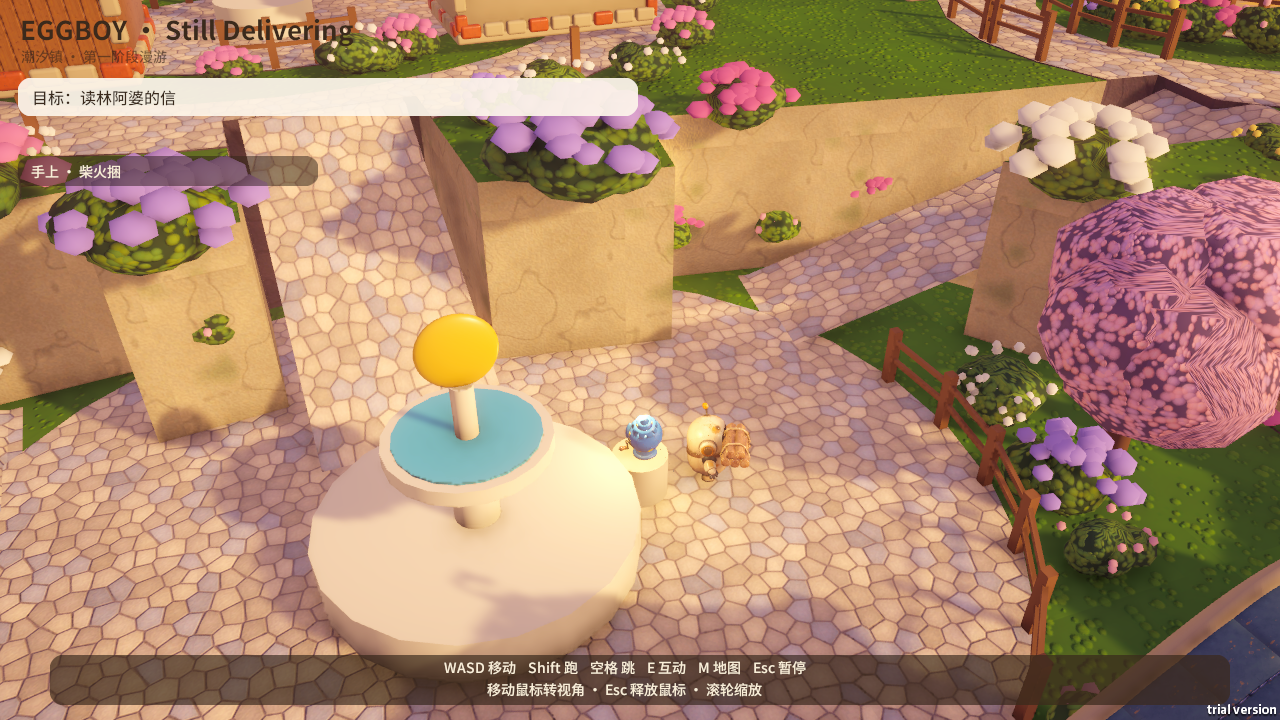 EGGBOY · Still Delivering
潮汐镇 · 第一阶段漫游
目标：读林阿婆的信
手上 · 柴火捆
WASD 移动 Shift 跑 空格 跳 E 互动 M 地图 Esc 暂停
移动鼠标转视角 · Esc 释放鼠标 · 滚轮缩放
trial version